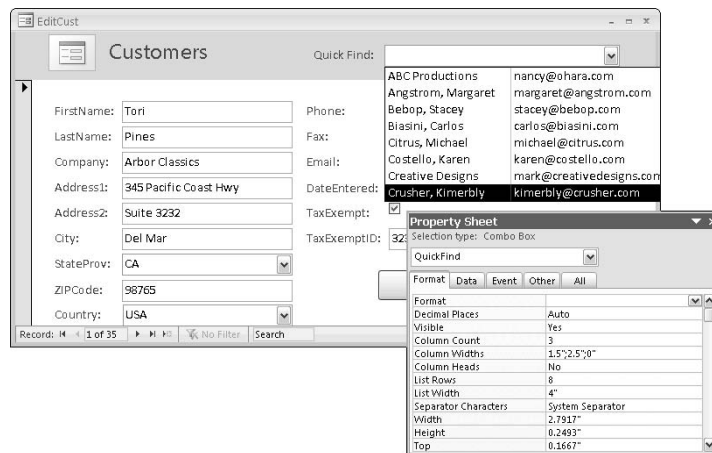 EditCust
Customers
Quick Find:
ABC Productions nancy@ohara.com
Angstrom, Margaret margaret@angstrom.com
Bebop, Stacey stacey@bebop.com
Biasini, Carlos carlos@biasini.com
Citrus, Michael michael@citrus.com
Costello, Karen karen@costello.com
Creative Designs mark@creativedesigns.com
Crusher, Kimerbly kimerbly@crusher.com
FirstName: Tori
LastName: Pines
Company: Arbor Classics
Address1: 345 Pacific Coast Hwy
Address2: Suite 3232
City: Del Mar
StateProv: CA
ZIPCode: 98765
Country: USA
Phone:
Fax:
Email:
DateEntered:
TaxExempt:
TaxExemptID: 323
Record: 1 of 35 No Filter Search
Property Sheet
Selection type: Combo Box
QuickFind
Format Data Event Other All
Format
Decimal Places Auto
Visible Yes
Column Count 3
Column Widths 1.5";2.5";0"
Column Heads No
List Rows 8
List Width 4"
Separator Characters System Separator
Width 2.7917"
Height 0.2493"
Top 0.1667"